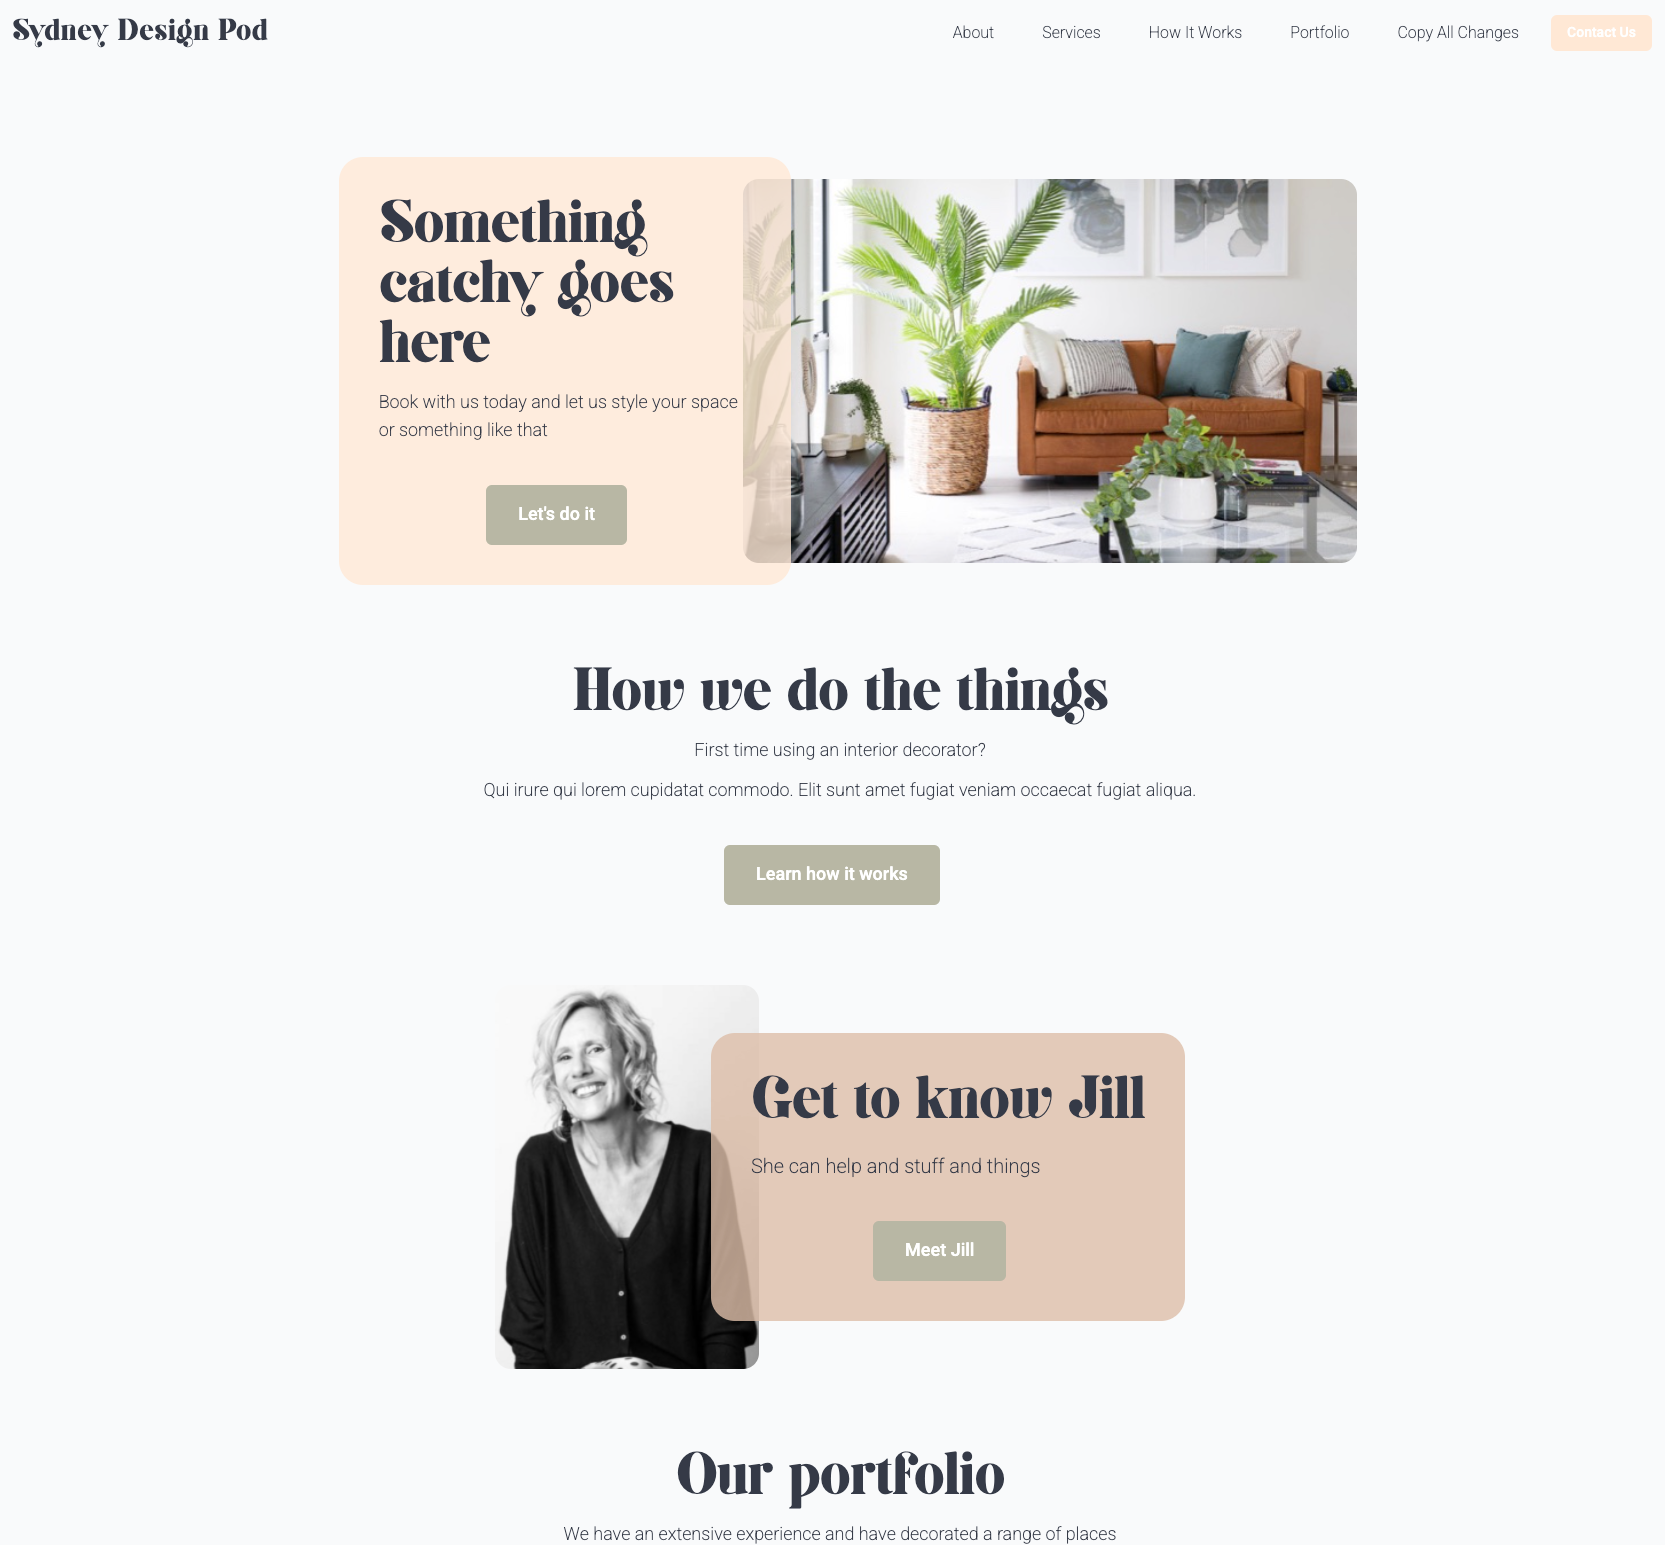 Sydney Design Pod
About Services How It Works Portfolio Copy All Changes Contact Us
Something
catchy goes
here
Book with us today and let us style your space
or something like that
Let's do it
How we do the things
First time using an interior decorator?
Qui irure qui lorem cupidatat commodo. Elit sunt amet fugiat veniam occaecat fugiat aliqua.
Learn how it works
Get to know Jill
She can help and stuff and things
Meet Jill
Our portfolio
We have an extensive experience and have decorated a range of places